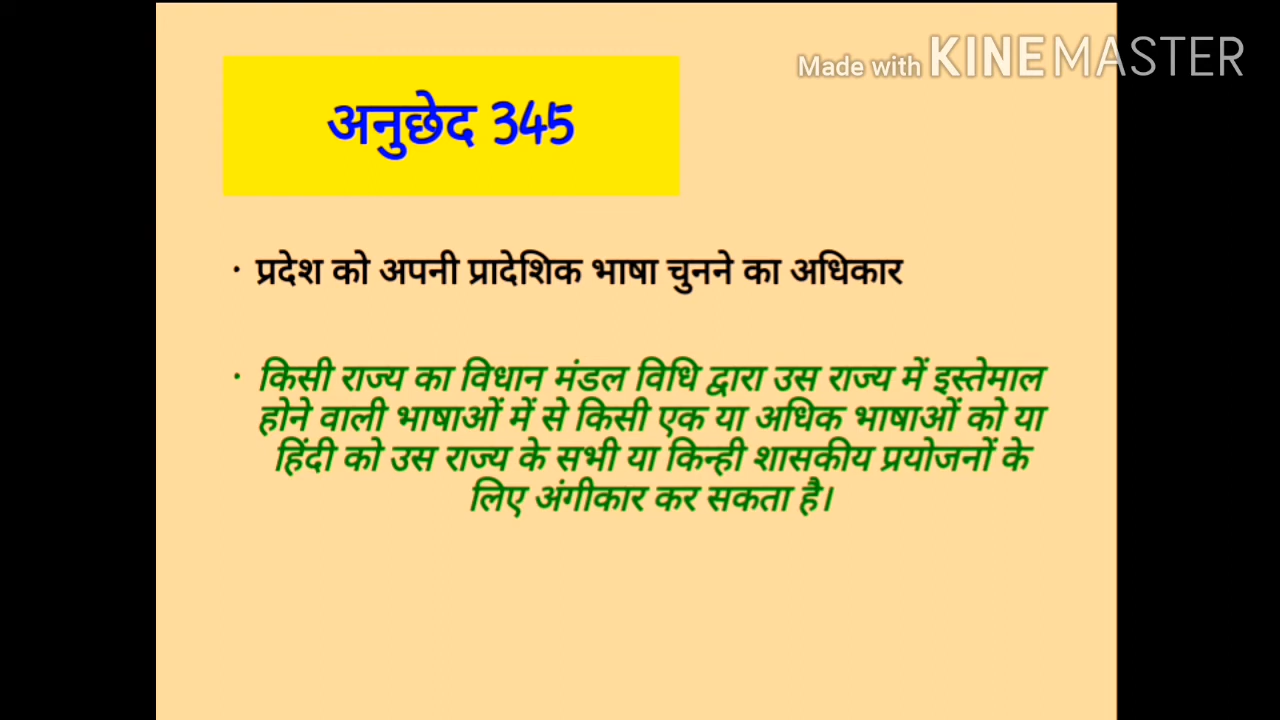 Made with KINEMASTER
अनुछेद 345
· प्रदेश को अपनी प्रादेशिक भाषा चुनने का अधिकार
· किसी राज्य का विधान मंडल विधि द्वारा उस राज्य में इस्तेमाल
होने वाली भाषाओं में से किसी एक या अधिक भाषाओं को या
हिंदी को उस राज्य के सभी या किन्ही शासकीय प्रयोजनों के
लिए अंगीकार कर सकता है।